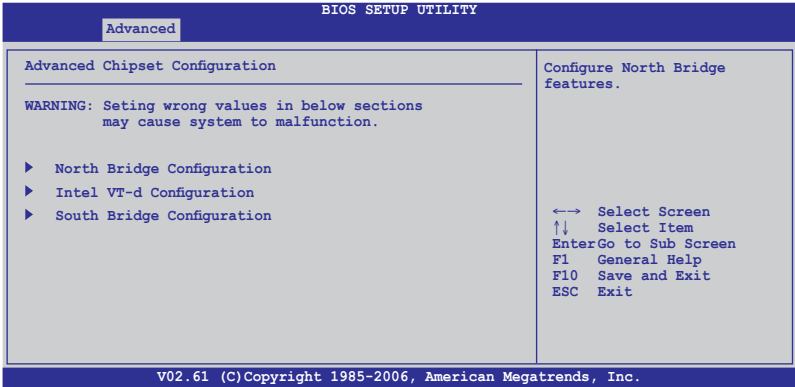 BIOS SETUP UTILITY
Advanced
Advanced Chipset Configuration
WARNING: Seting wrong values in below sections
may cause system to malfunction.
North Bridge Configuration
Intel VT-d Configuration
South Bridge Configuration
Configure North Bridge
features.
←→ Select Screen
↑↓ Select Item
EnterGo to Sub Screen
F1 General Help
F10 Save and Exit
ESC Exit
V02.61 (C)Copyright 1985-2006, American Megatrends, Inc.